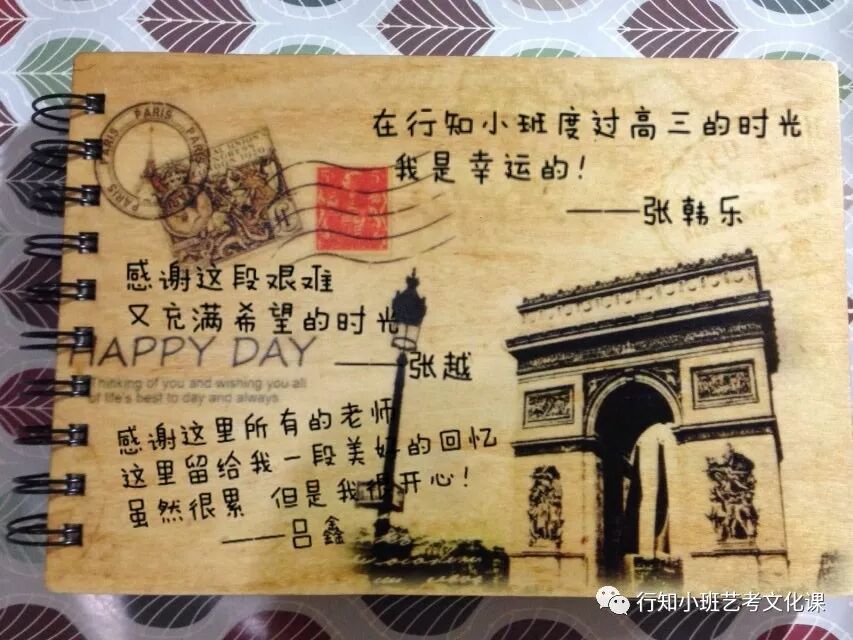 PARIS
PARIS
PARIS
PARIS
在行知小班度过高三的时光
我是幸运的!
——张韩乐
感谢这段艰难
又充满希望的时光
HAPPY DAY
——张越
Thinking of you and wishing you all
of life's best to day and always
感谢这里所有的老师
这里留给我一段美好的回忆
虽然很累 但是我很开心!
——吕鑫
行知小班艺考文化课